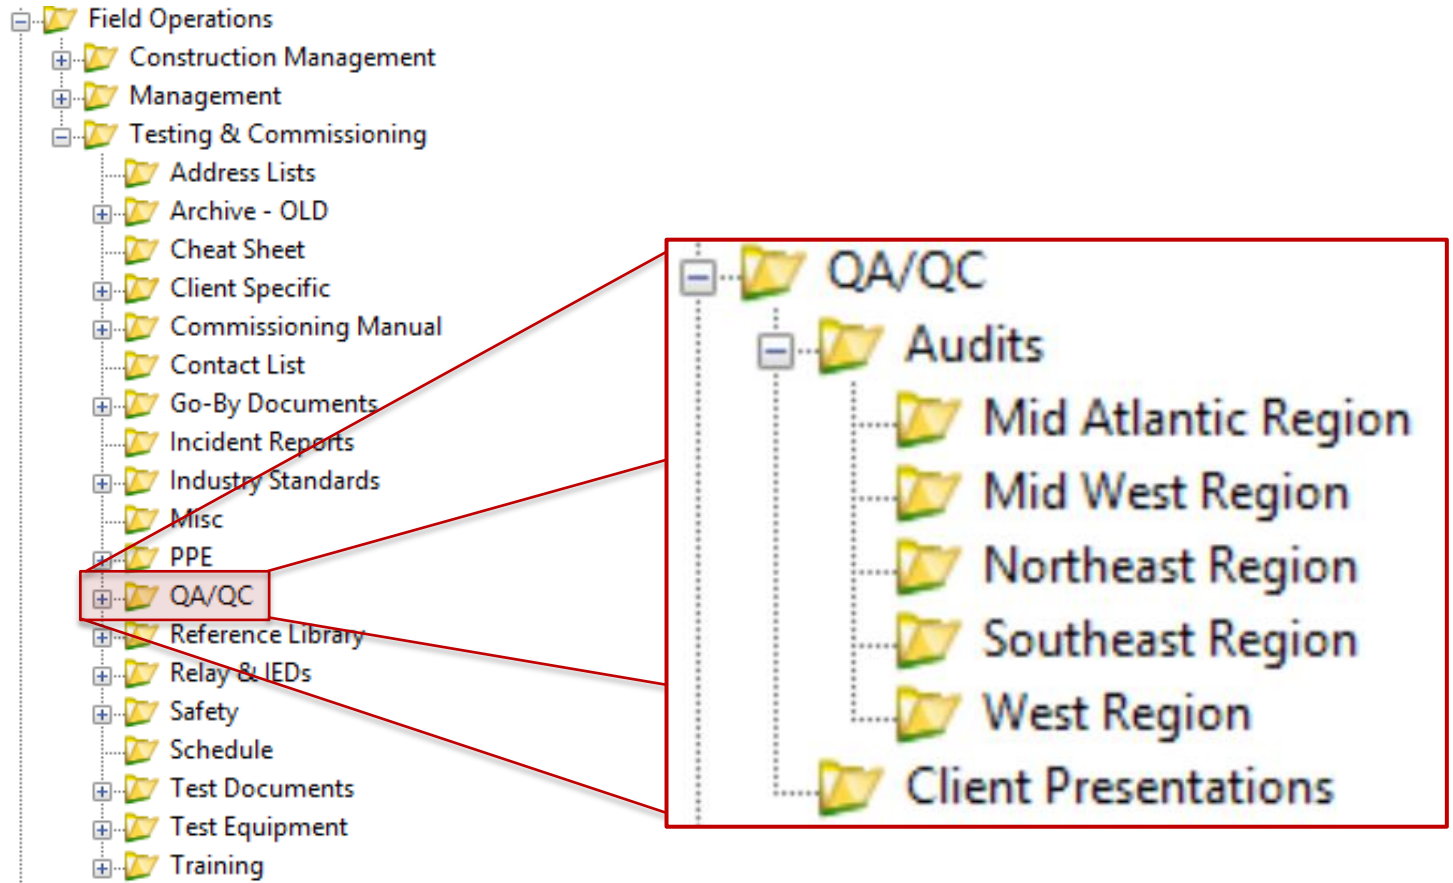 Field Operations
Construction Management
Management
Testing & Commissioning
Address Lists
Archive - OLD
Cheat Sheet
Client Specific
Commissioning Manual
Contact List
Go-By Documents
Incident Reports
Industry Standards
Misc
PPE
QA/QC
Reference Library
Relay & IEDs
Safety
Schedule
Test Documents
Test Equipment
Training
QA/QC
Audits
Mid Atlantic Region
Mid West Region
Northeast Region
Southeast Region
West Region
Client Presentations